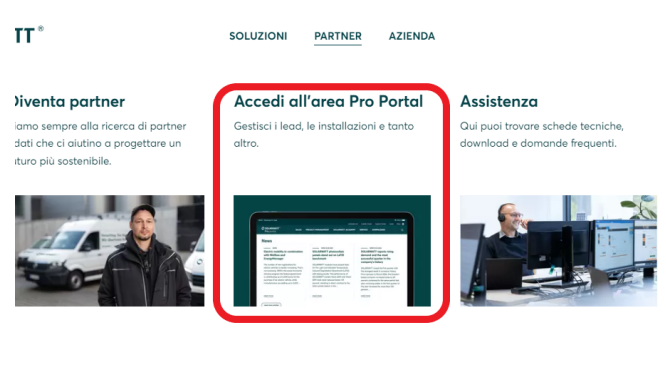 TT ®
SOLUZIONI
PARTNER
AZIENDA
Diventa partner
iamo sempre alla ricerca di partner
dati che ci aiutino a progettare un
uturo più sostenibile.
Accedi all'area Pro Portal
Gestisci i lead, le installazioni e tanto
altro.
News
Assistenza
Qui puoi trovare schede tecniche,
download e domande frequenti.